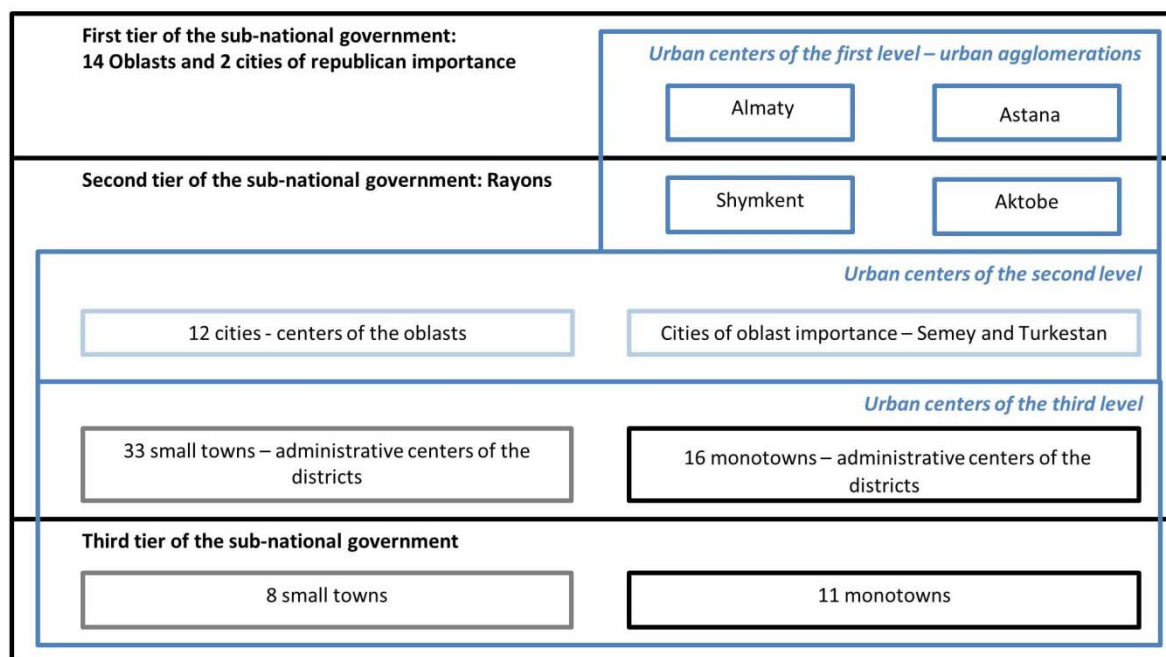 First tier of the sub-national government:
14 Oblasts and 2 cities of republican importance
Urban centers of the first level – urban agglomerations
Almaty
Astana
Second tier of the sub-national government: Rayons
Shymkent
Aktobe
Urban centers of the second level
12 cities - centers of the oblasts
Cities of oblast importance – Semey and Turkestan
Urban centers of the third level
33 small towns – administrative centers of the
districts
16 monotowns – administrative centers of the
districts
Third tier of the sub-national government
8 small towns
11 monotowns